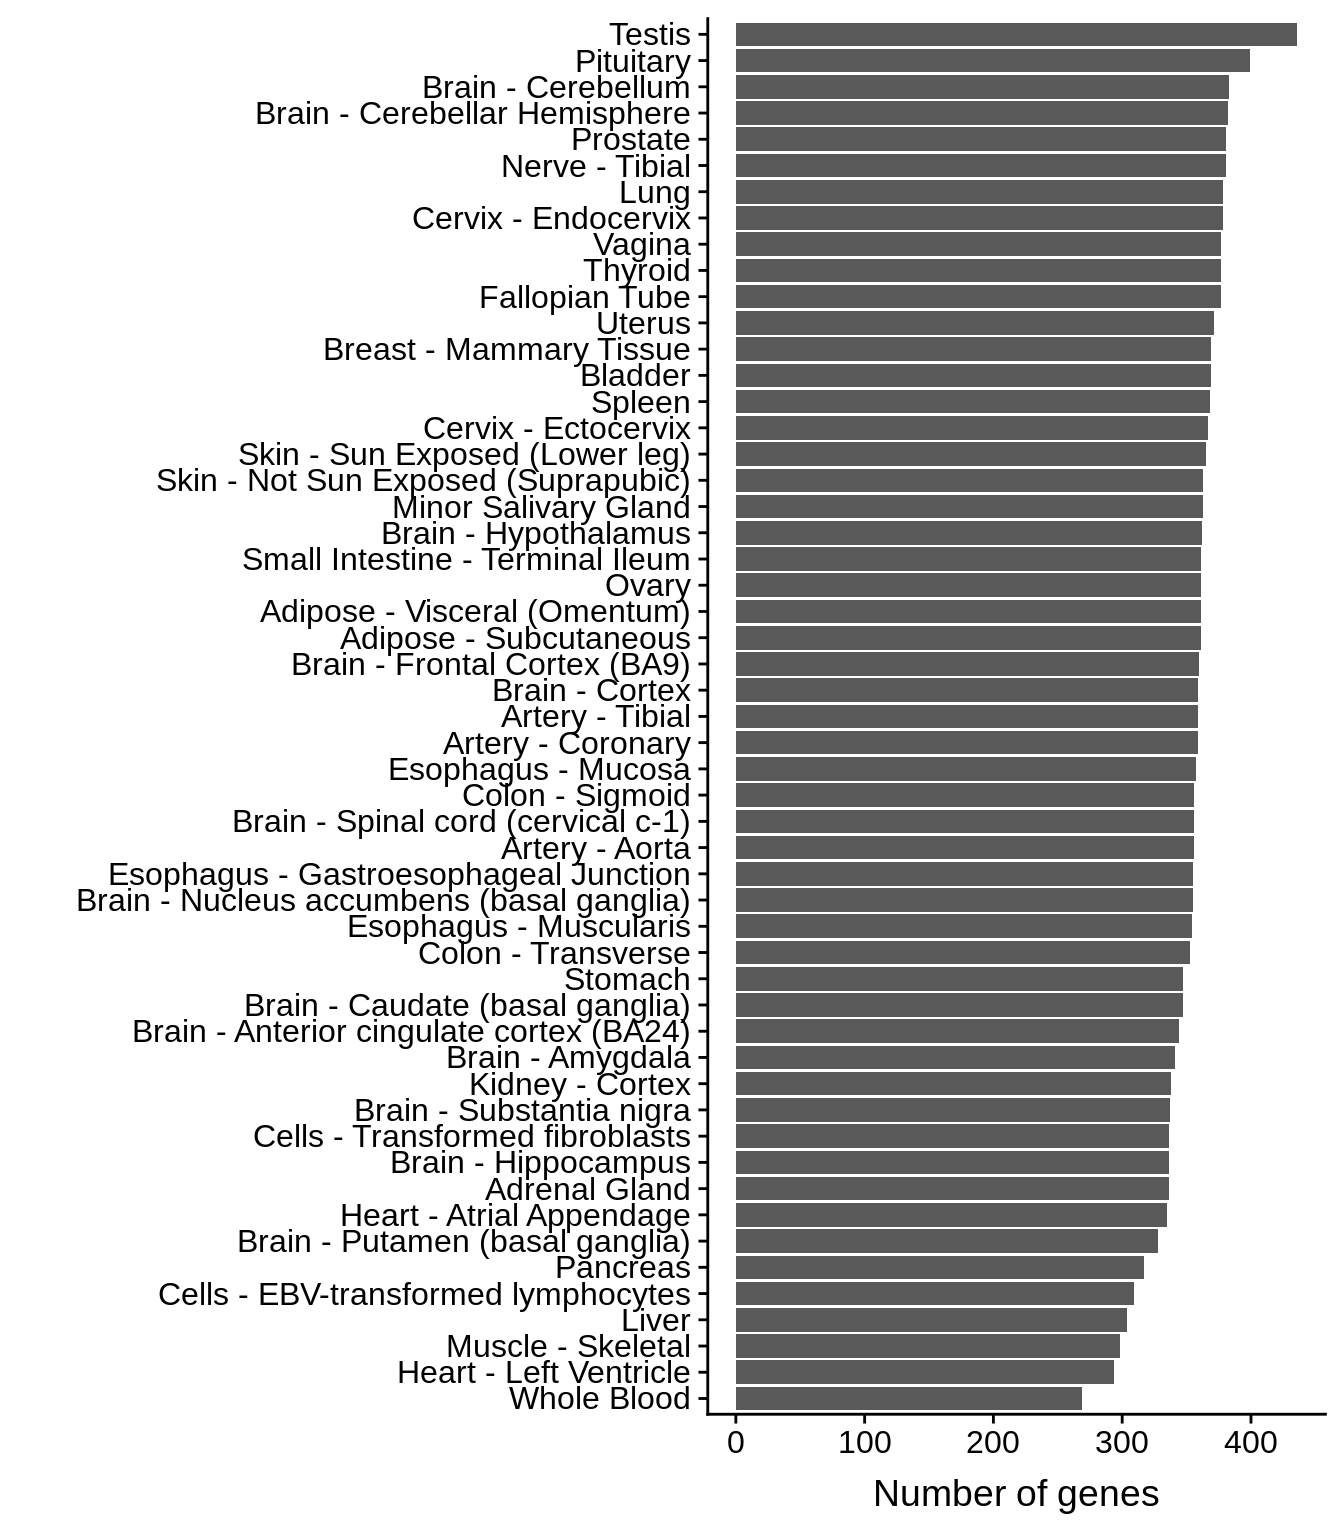 Testis
Pituitary
Brain - Cerebellum
Brain - Cerebellar Hemisphere
Prostate
Nerve - Tibial
Lung
Cervix - Endocervix
Vagina
Thyroid
Fallopian Tube
Uterus
Breast - Mammary Tissue
Bladder
Spleen
Cervix - Ectocervix
Skin - Sun Exposed (Lower leg)
Skin - Not Sun Exposed (Suprapubic)
Minor Salivary Gland
Brain - Hypothalamus
Small Intestine - Terminal Ileum
Ovary
Adipose - Visceral (Omentum)
Adipose - Subcutaneous
Brain - Frontal Cortex (BA9)
Brain - Cortex
Artery - Tibial
Artery - Coronary
Esophagus - Mucosa
Colon - Sigmoid
Brain - Spinal cord (cervical c-1)
Artery - Aorta
Esophagus - Gastroesophageal Junction
Brain - Nucleus accumbens (basal ganglia)
Esophagus - Muscularis
Colon - Transverse
Stomach
Brain - Caudate (basal ganglia)
Brain - Anterior cingulate cortex (BA24)
Brain - Amygdala
Kidney - Cortex
Brain - Substantia nigra
Cells - Transformed fibroblasts
Brain - Hippocampus
Adrenal Gland
Heart - Atrial Appendage
Brain - Putamen (basal ganglia)
Pancreas
Cells - EBV-transformed lymphocytes
Liver
Muscle - Skeletal
Heart - Left Ventricle
Whole Blood
0 100 200 300 400
Number of genes